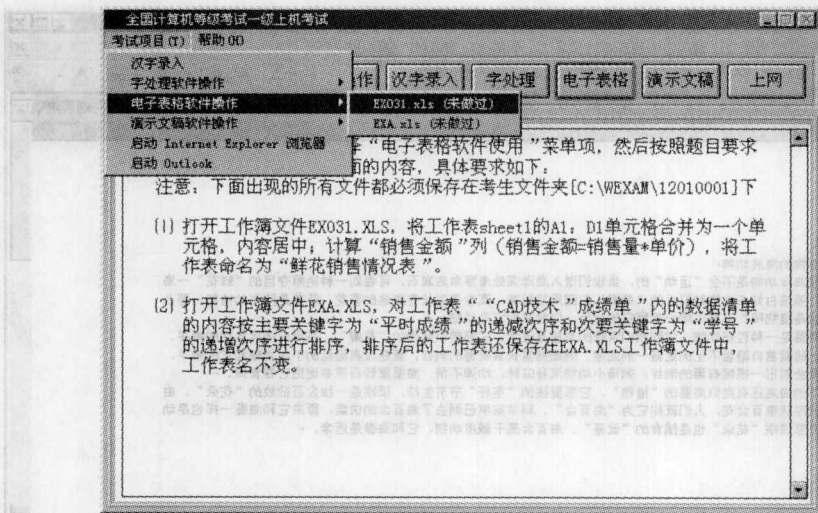 全国计算机等级考试一级上机考试
考试项目(T) 帮助(H)
汉字录入
字处理软件操作
电子表格软件操作
演示文稿软件操作
启动 Internet Explorer 浏览器
启动 Outlook
EX031.xls (未做过)
EXA.xls (未做过)
作 汉字录入 字处理 电子表格 演示文稿 上网
“电子表格软件使用”菜单项，然后按照题目要求
面的内容，具体要求如下：
注意：下面出现的所有文件都必须保存在考生文件夹[C:\WEXAM\12010001]下
(1) 打开工作簿文件EX031.XLS，将工作表sheet1的A1：D1单元格合并为一个单
元格，内容居中；计算“销售金额”列（销售金额=销售量*单价），将工
作表命名为“鲜花销售情况表”。
(2) 打开工作簿文件EXA.XLS，对工作表““CAD技术”成绩单”内的数据清单
的内容按主要关键字为“平时成绩”的递减次序和次要关键字为“学号”
的递增次序进行排序，排序后的工作表还保存在EXA.XLS工作簿文件中，
工作表名不变。